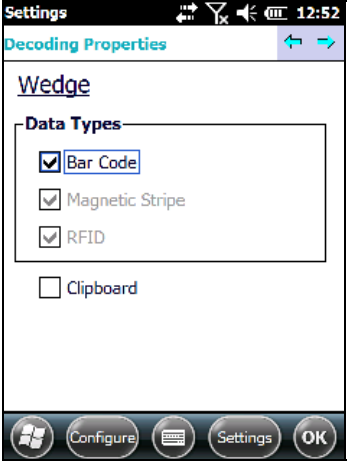 Settings 12:52
Decoding Properties
Wedge
Data Types
Bar Code
Magnetic Stripe
RFID
Clipboard
Configure Settings OK